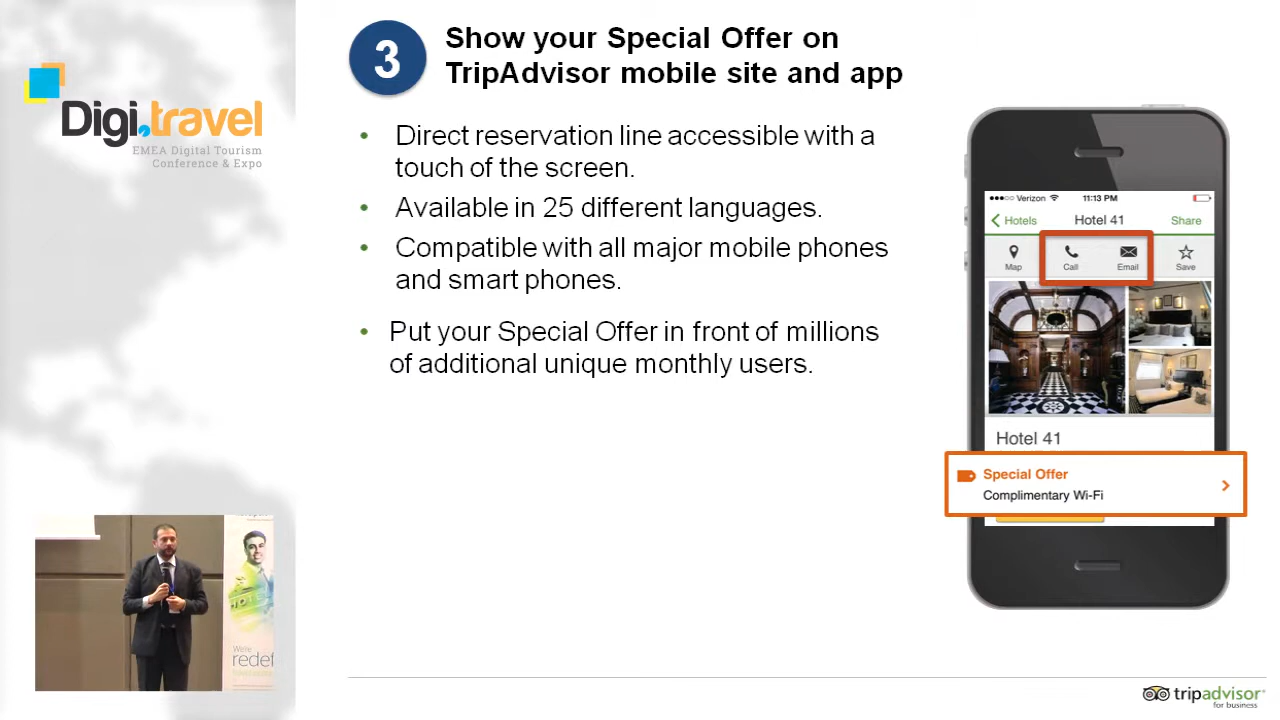 Digi.travel
EMEA Digital Tourism
Conference & Expo
3
Show your Special Offer on
TripAdvisor mobile site and app
• Direct reservation line accessible with a
touch of the screen.
• Available in 25 different languages.
• Compatible with all major mobile phones
and smart phones.
• Put your Special Offer in front of millions
of additional unique monthly users.
Verizon 11:13 PM
Hotels Hotel 41 Share
Map Call Email Save
Hotel 41
Special Offer
Complimentary Wi-Fi
We're
redef
tripadvisor
for business